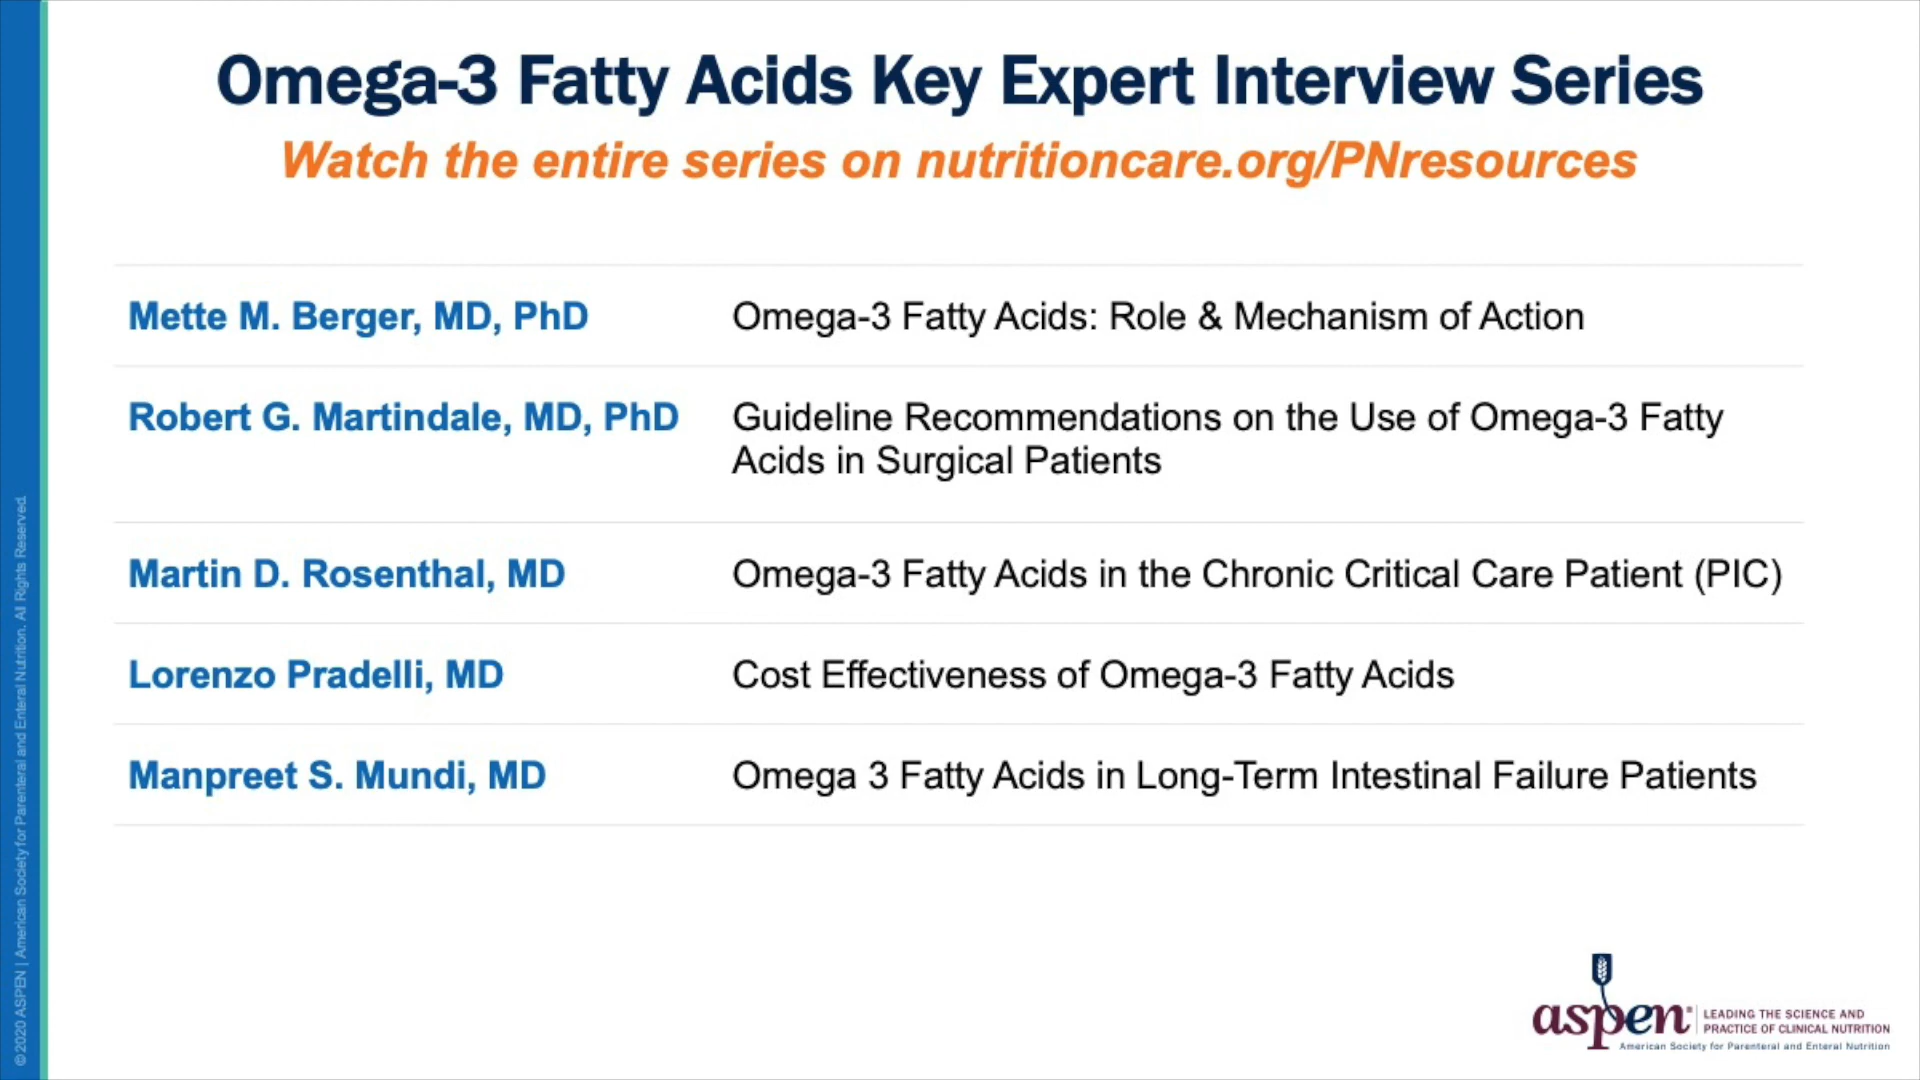 Omega-3 Fatty Acids Key Expert Interview Series
Watch the entire series on nutritioncare.org/PNresources
Mette M. Berger, MD, PhD
Omega-3 Fatty Acids: Role & Mechanism of Action
Robert G. Martindale, MD, PhD
Guideline Recommendations on the Use of Omega-3 Fatty
Acids in Surgical Patients
Martin D. Rosenthal, MD
Omega-3 Fatty Acids in the Chronic Critical Care Patient (PIC)
Lorenzo Pradelli, MD
Cost Effectiveness of Omega-3 Fatty Acids
Manpreet S. Mundi, MD
Omega 3 Fatty Acids in Long-Term Intestinal Failure Patients
© 2020 ASPEN | American Society for Parenteral and Enteral Nutrition. All Rights Reserved.
aspen®
LEADING THE SCIENCE AND
PRACTICE OF CLINICAL NUTRITION
American Society for Parenteral and Enteral Nutrition